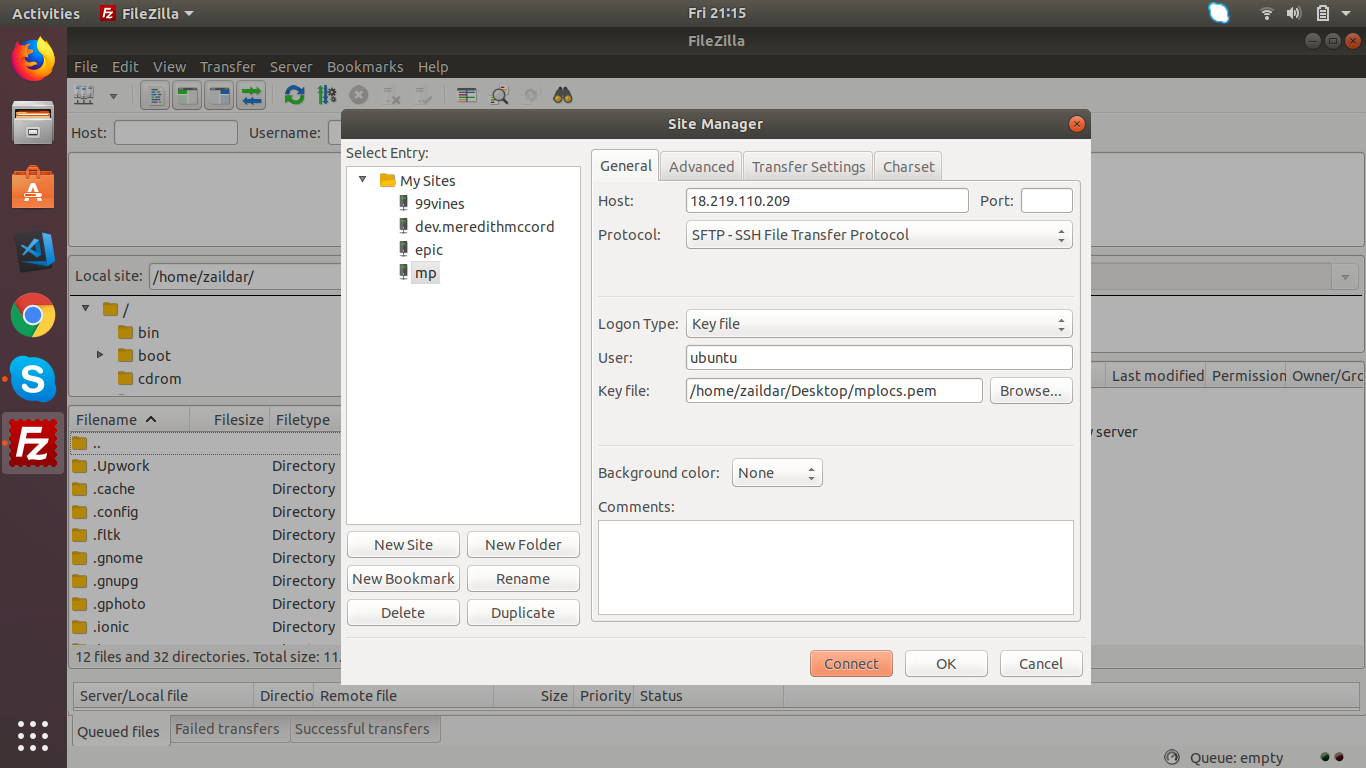 Activities FileZilla Fri 21:15
FileZilla
File Edit View Transfer Server Bookmarks Help
Host: Username:
Site Manager
Select Entry:
My Sites
99vines
dev.meredithmccord
epic
mp
New Site New Folder
New Bookmark Rename
Delete Duplicate
General Advanced Transfer Settings Charset
Host: 18.219.110.209 Port:
Protocol: SFTP - SSH File Transfer Protocol
Logon Type: Key file
User: ubuntu
Key file: /home/zaildar/Desktop/mplocs.pem Browse...
Background color: None
Comments:
Connect OK Cancel
Local site: /home/zaildar/
/
bin
boot
cdrom
Filename Filesize Filetype
..
.Upwork Directory
.cache Directory
.config Directory
.fltk Directory
.gnome Directory
.gnupg Directory
.gphoto Directory
.ionic Directory
12 files and 32 directories. Total size: 11.
Last modified Permission Owner/Gro
server
Server/Local file Directio Remote file Size Priority Status
Queued files Failed transfers Successful transfers
Queue: empty